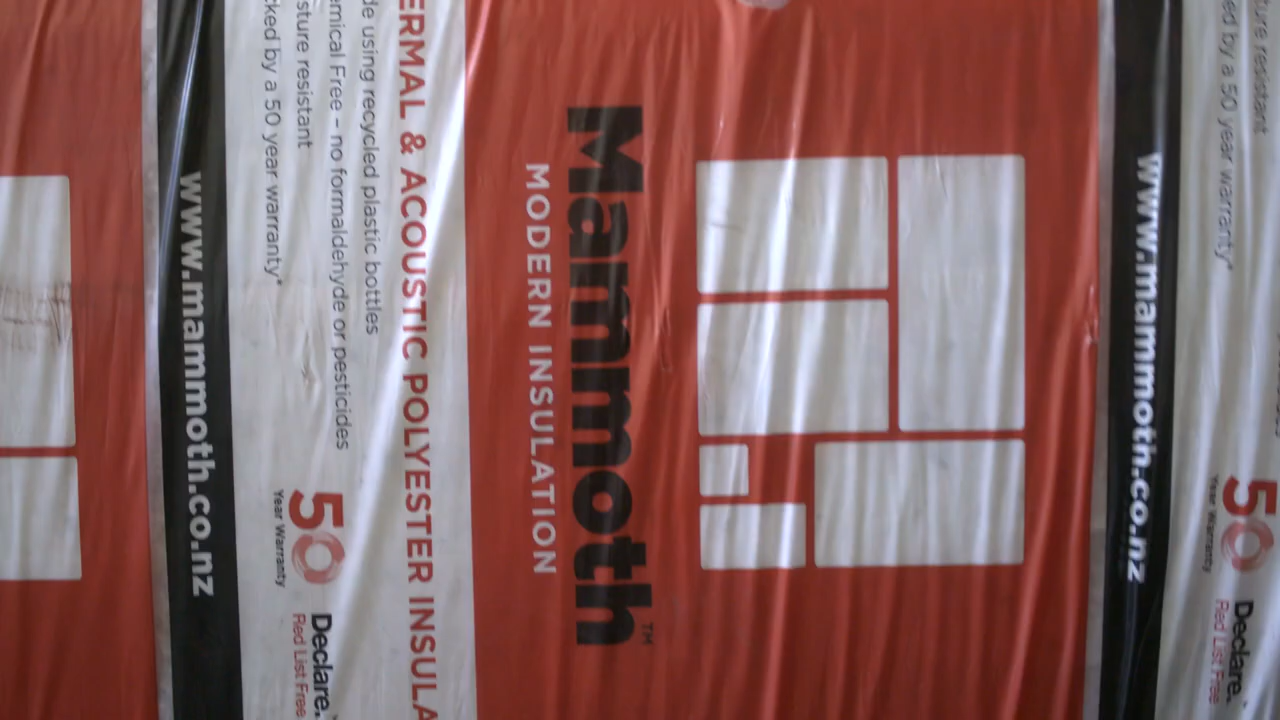 Mammoth™
MODERN INSULATION
ERMAL & ACOUSTIC POLYESTER INSULA
de using recycled plastic bottles
emical Free - no formaldehyde or pesticides
sture resistant
cked by a 50 year warranty*
50
Year Warranty
Declare.
Red List Free
www.mammoth.co.nz
www.mammoth.co.nz
ture resistant
ed by a 50 year warranty*
50
Year Warranty
Declare.
Red List Free